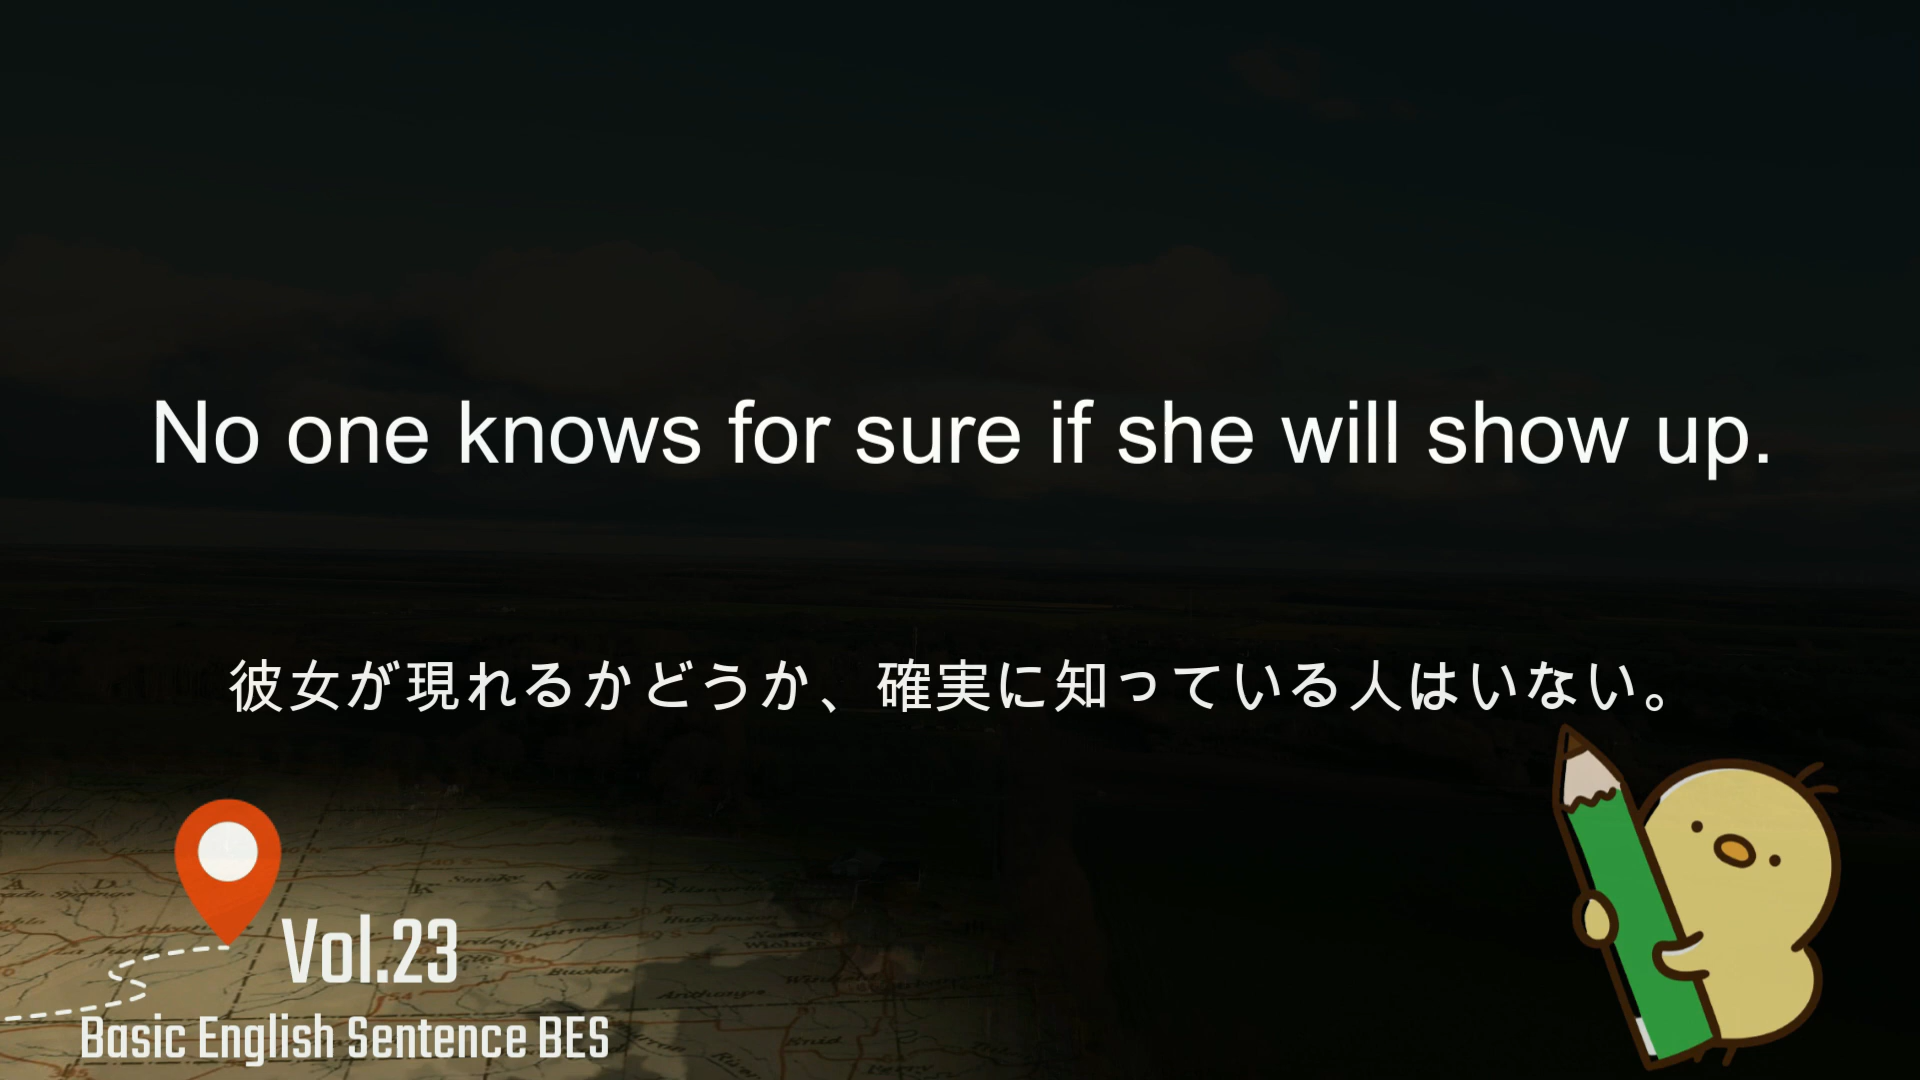 No one knows for sure if she will show up.
彼女が現れるかどうか、確実に知っている人はいない。
Vol.23
Basic English Sentence BES